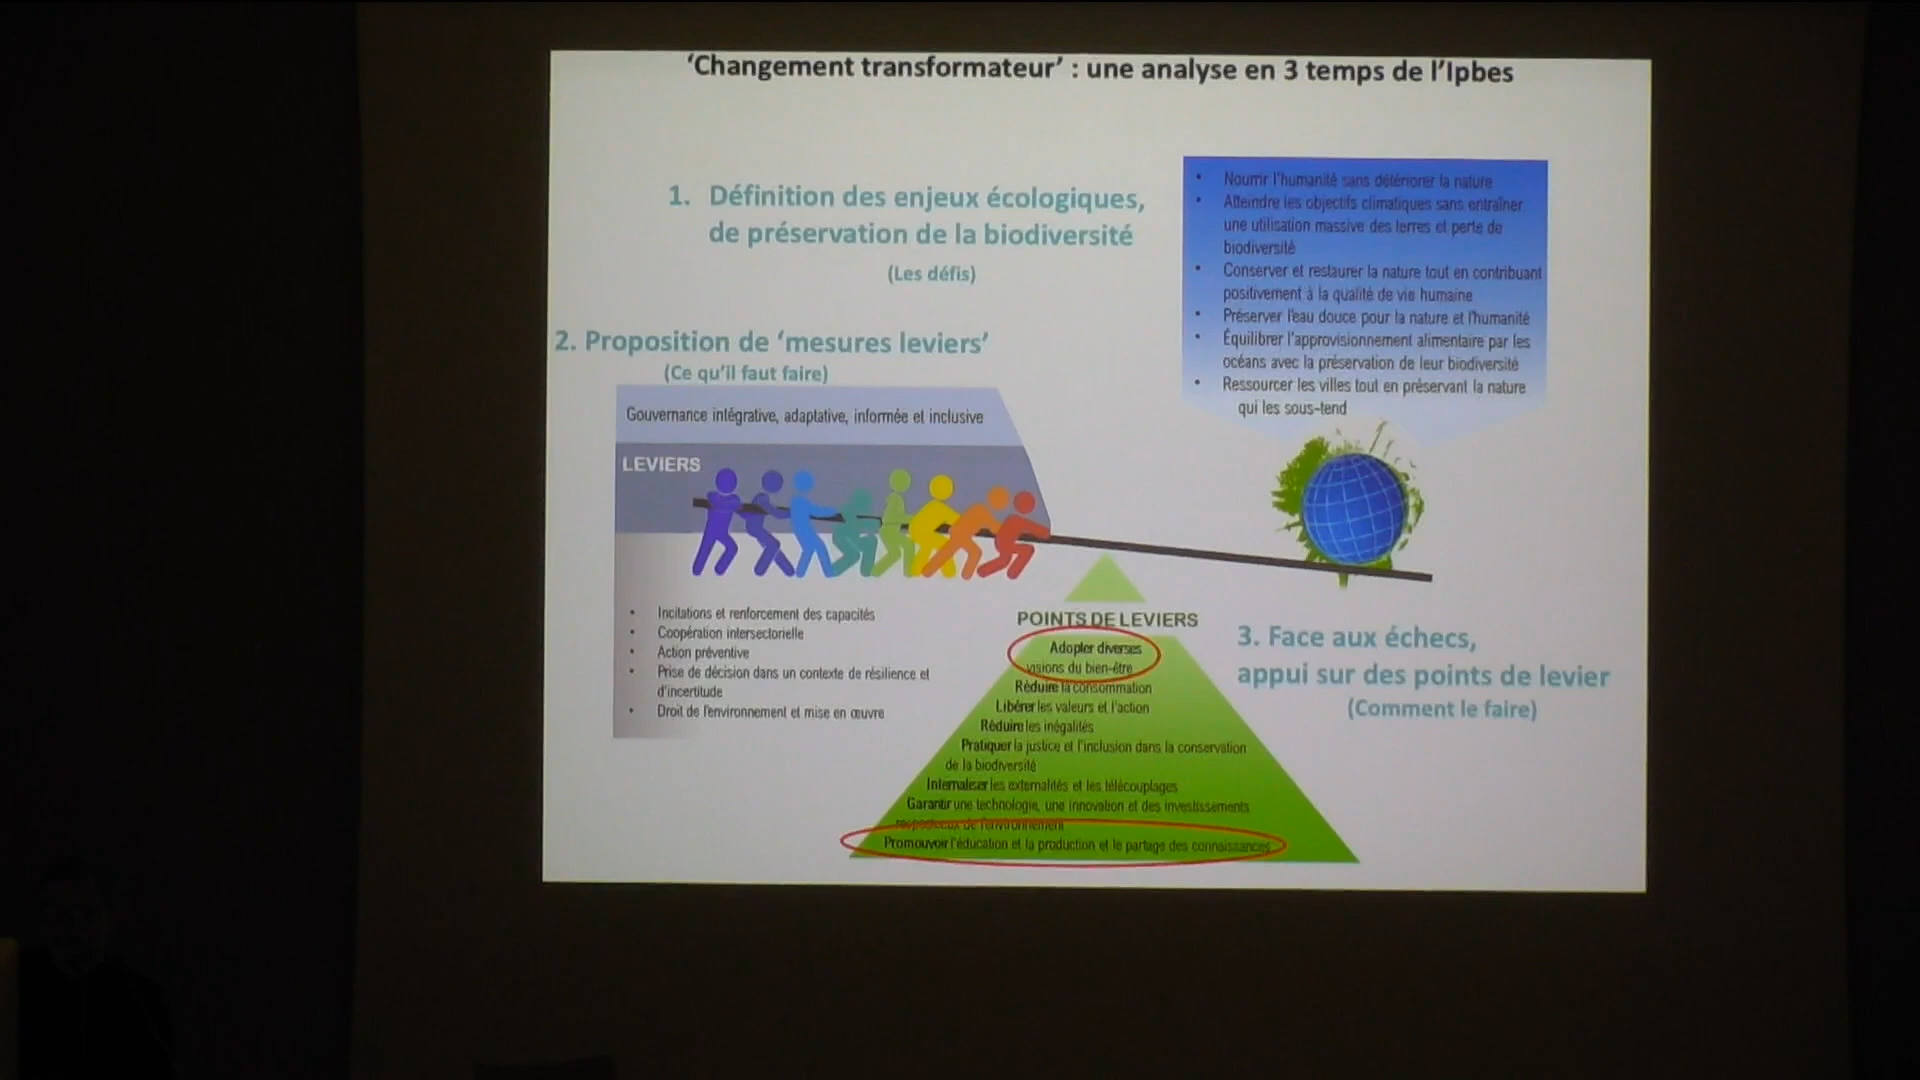 ‘Changement transformateur’ : une analyse en 3 temps de l’Ipbes
1. Définition des enjeux écologiques,
de préservation de la biodiversité
(Les défis)
• Nourrir l’humanité sans détériorer la nature
• Atteindre les objectifs climatiques sans entraîner
une utilisation massive des terres et perte de
biodiversité
• Conserver et restaurer la nature tout en contribuant
positivement à la qualité de vie humaine
• Préserver l’eau douce pour la nature et l’humanité
• Équilibrer l’approvisionnement alimentaire par les
océans avec la préservation de leur biodiversité
• Ressourcer les villes tout en préservant la nature
qui les sous-tend
2. Proposition de ‘mesures leviers’
(Ce qu’il faut faire)
Gouvernance intégrative, adaptative, informée et inclusive
LEVIERS
• Incitations et renforcement des capacités
• Coopération intersectorielle
• Action préventive
• Prise de décision dans un contexte de résilience et
d’incertitude
• Droit de l’environnement et mise en œuvre
POINTS DE LEVIERS
Adopter diverses
visions du bien-être
Réduire la consommation
Libérer les valeurs et l’action
Réduire les inégalités
Pratiquer la justice et l’inclusion dans la conservation
de la biodiversité
Internaliser les externalités et les télécouplages
Garantir une technologie, une innovation et des investissements
respectueux de l’environnement
Promouvoir l’éducation et la production et le partage des connaissances
3. Face aux échecs,
appui sur des points de levier
(Comment le faire)